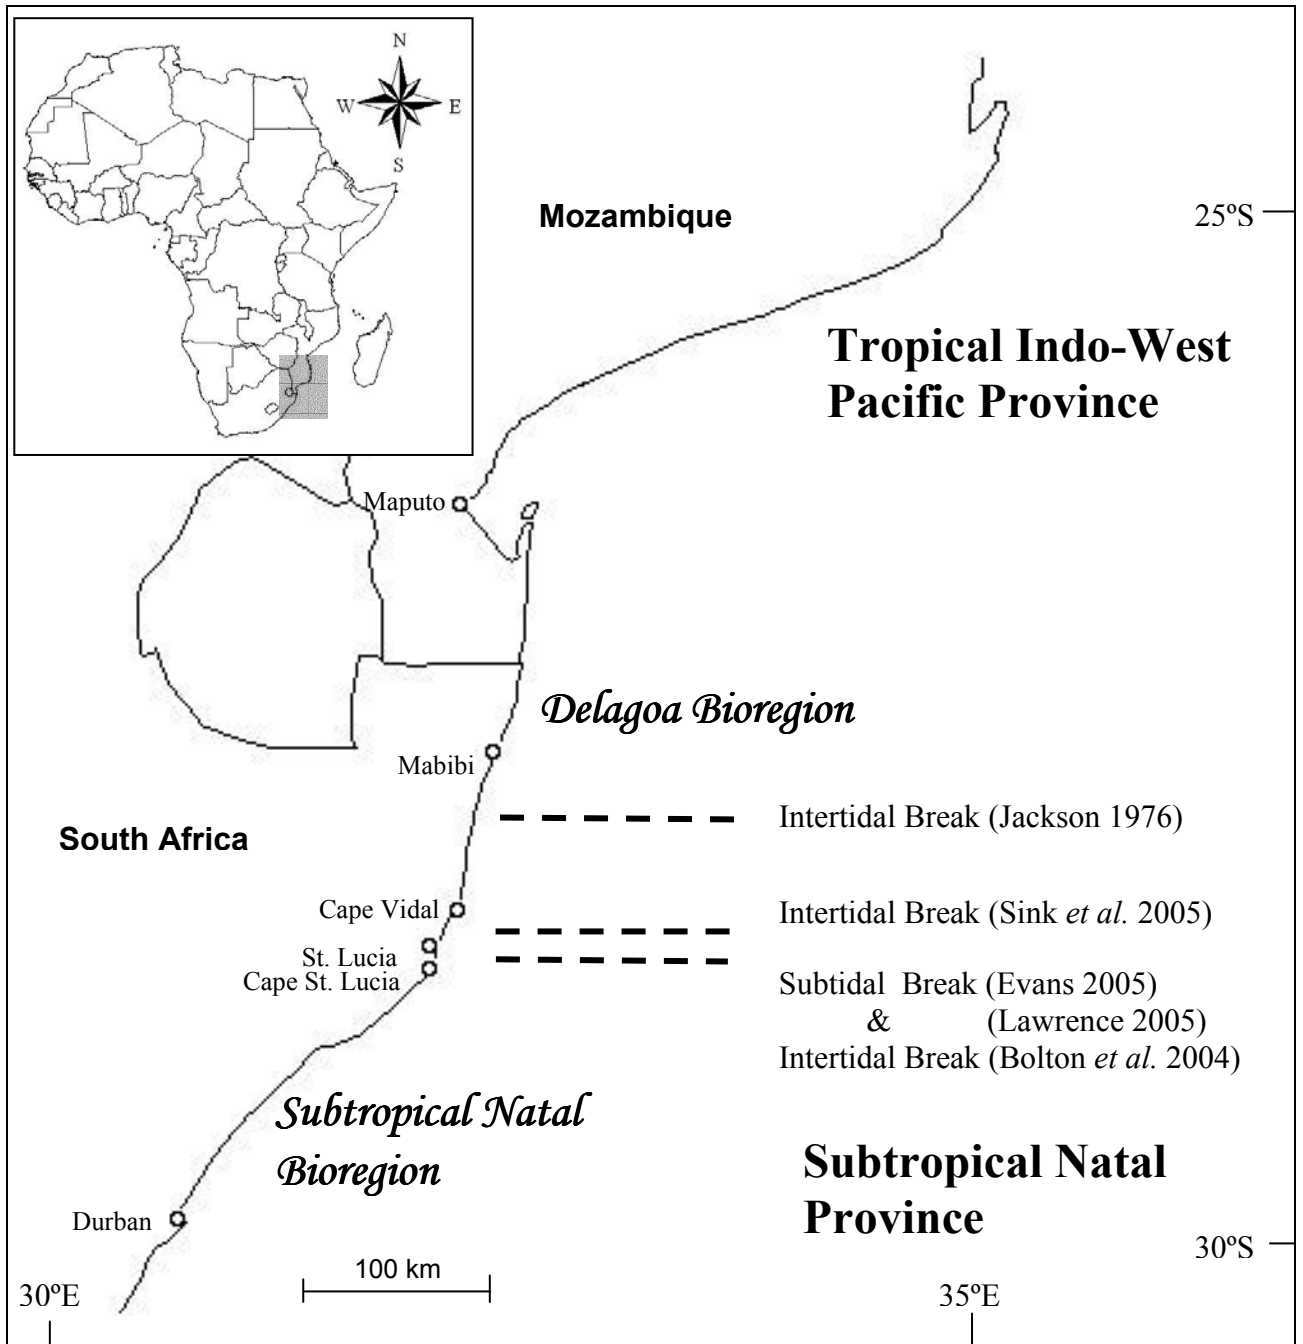 N
W E
S
Mozambique
25ºS
Tropical Indo-West
Pacific Province
Maputo
Delagoa Bioregion
Mabibi
Intertidal Break (Jackson 1976)
South Africa
Cape Vidal
Intertidal Break (Sink et al. 2005)
St. Lucia
Cape St. Lucia
Subtidal Break (Evans 2005)
& (Lawrence 2005)
Intertidal Break (Bolton et al. 2004)
Subtropical Natal
Bioregion
Subtropical Natal
Province
Durban
30ºS
100 km
30ºE
35ºE